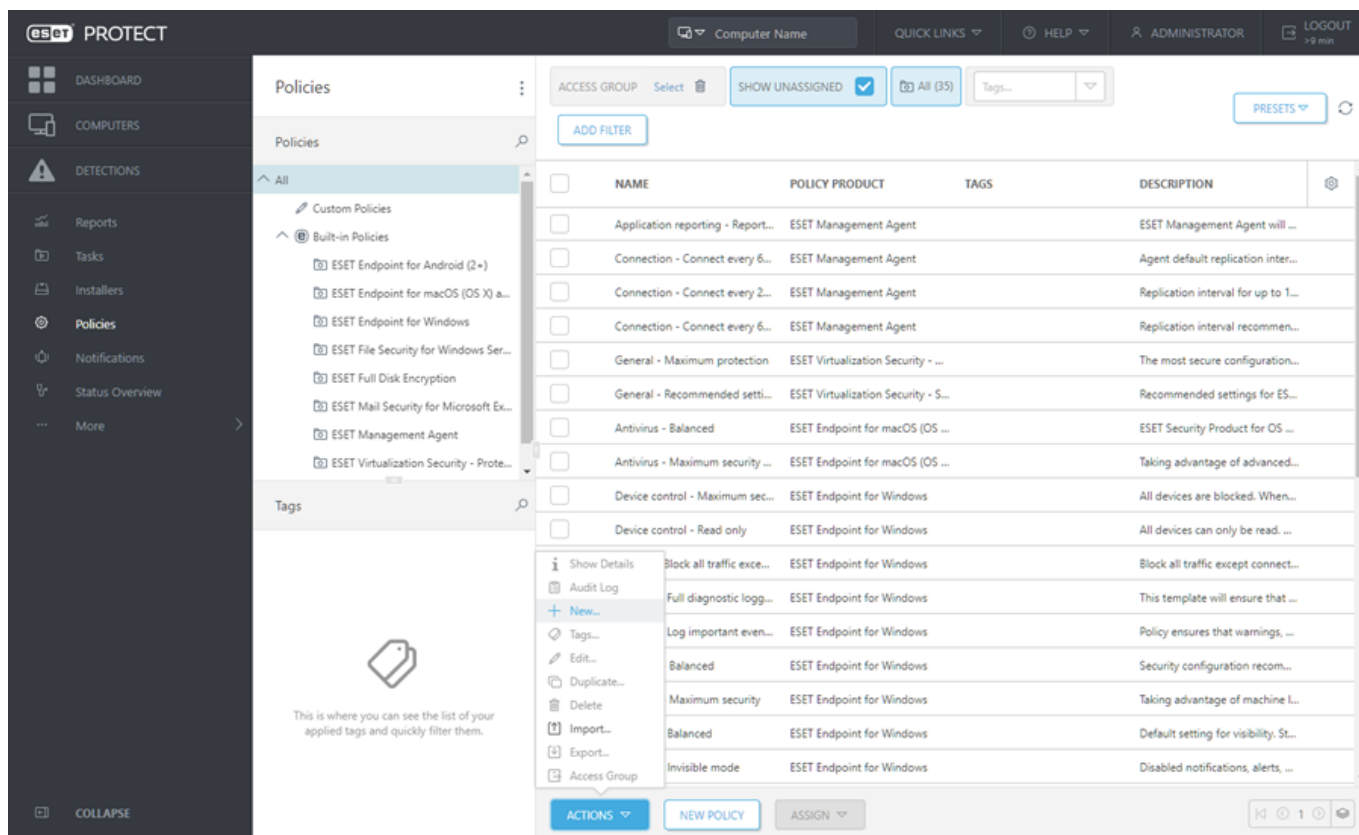 eset PROTECT
Computer Name
QUICK LINKS
HELP
ADMINISTRATOR
LOGOUT
>9 min
DASHBOARD
COMPUTERS
DETECTIONS
Reports
Tasks
Installers
Policies
Notifications
Status Overview
More
COLLAPSE
Policies
Policies
All
Custom Policies
Built-in Policies
ESET Endpoint for Android (2+)
ESET Endpoint for macOS (OS X) a...
ESET Endpoint for Windows
ESET File Security for Windows Ser...
ESET Full Disk Encryption
ESET Mail Security for Microsoft Ex...
ESET Management Agent
ESET Virtualization Security - Prote...
Tags
This is where you can see the list of your
applied tags and quickly filter them.
ACCESS GROUP Select
SHOW UNASSIGNED
All (35)
Tags...
PRESETS
ADD FILTER
NAME POLICY PRODUCT TAGS DESCRIPTION
Application reporting - Report... ESET Management Agent ESET Management Agent will ...
Connection - Connect every 6... ESET Management Agent Agent default replication inter...
Connection - Connect every 2... ESET Management Agent Replication interval for up to 1...
Connection - Connect every 6... ESET Management Agent Replication interval recommen...
General - Maximum protection ESET Virtualization Security - ... The most secure configuration...
General - Recommended setti... ESET Virtualization Security - S... Recommended settings for ES...
Antivirus - Balanced ESET Endpoint for macOS (OS ... ESET Security Product for OS ...
Antivirus - Maximum security ... ESET Endpoint for macOS (OS ... Taking advantage of advanced...
Device control - Maximum sec... ESET Endpoint for Windows All devices are blocked. When...
Device control - Read only ESET Endpoint for Windows All devices can only be read. ...
Block all traffic exce... ESET Endpoint for Windows Block all traffic except connect...
Full diagnostic logg... ESET Endpoint for Windows This template will ensure that ...
Log important even... ESET Endpoint for Windows Policy ensures that warnings, ...
Balanced ESET Endpoint for Windows Security configuration recom...
Maximum security ESET Endpoint for Windows Taking advantage of machine l...
Balanced ESET Endpoint for Windows Default setting for visibility. St...
Invisible mode ESET Endpoint for Windows Disabled notifications, alerts, ...
Show Details
Audit Log
New...
Tags...
Edit...
Duplicate...
Delete
Import...
Export...
Access Group
ACTIONS
NEW POLICY
ASSIGN
1